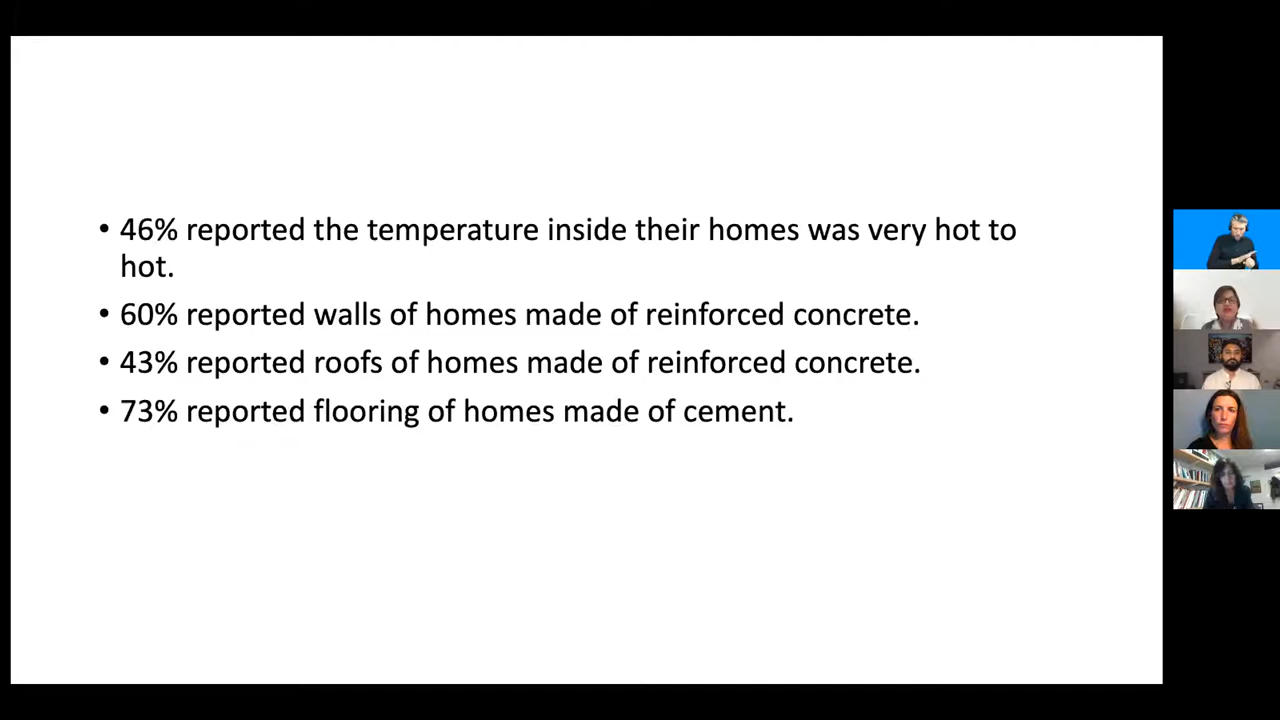 • 46% reported the temperature inside their homes was very hot to
hot.
• 60% reported walls of homes made of reinforced concrete.
• 43% reported roofs of homes made of reinforced concrete.
• 73% reported flooring of homes made of cement.